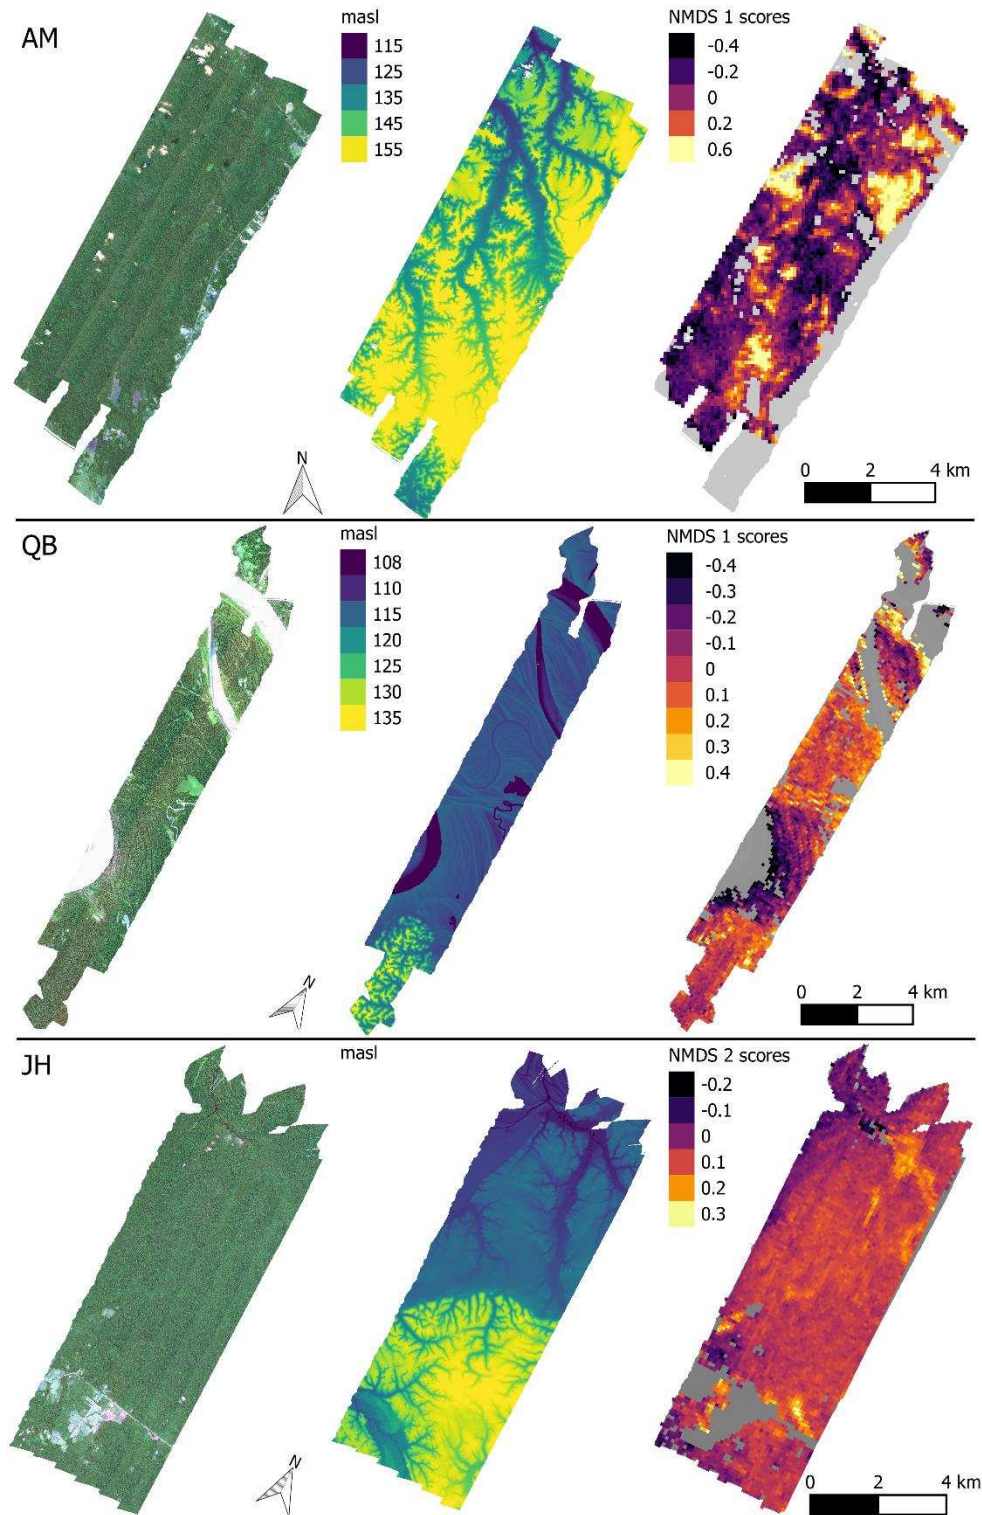 AM
masl
115
125
135
145
155
NMDS 1 scores
-0.4
-0.2
0
0.2
0.6
N
0 2 4 km
QB
masl
108
110
115
120
125
130
135
NMDS 1 scores
-0.4
-0.3
-0.2
-0.1
0
0.1
0.2
0.3
0.4
N
0 2 4 km
JH
masl
NMDS 2 scores
-0.2
-0.1
0
0.1
0.2
0.3
N
0 2 4 km